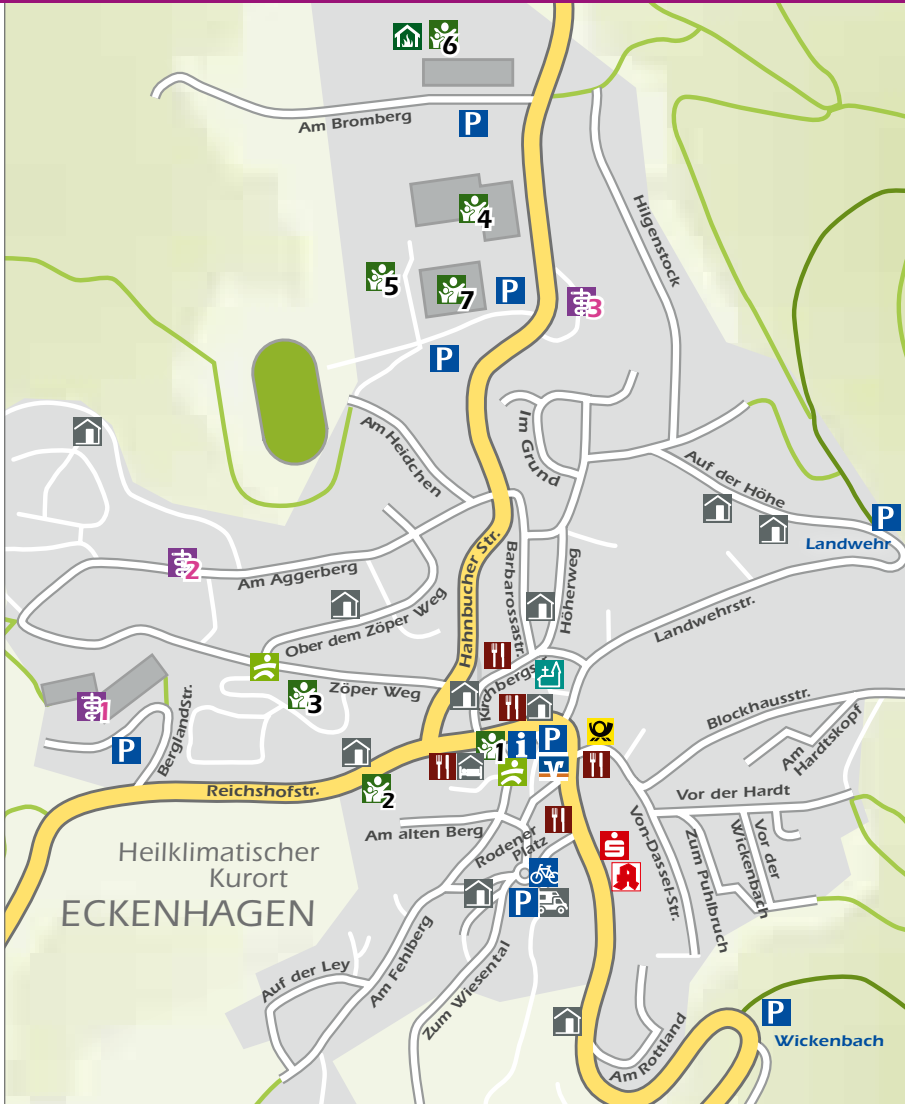 6
Am Bromberg
P
4
Hilgenstock
5
7
P
3
P
Am Heidchen
Im Grund
Auf der Höhe
P
Landwehr
Hahnbucher Str.
Barbarossastr.
Höherweg
2
Am Aggerberg
Ober dem Zöper Weg
Landwehrstr.
Kirchbergstr.
Zöper Weg
3
1
P
Berglandstr.
Blockhausstr.
Am
Hardtskopf
1
i
P
2
Reichshofstr.
Vor der Hardt
Am alten Berg
Rodener
Platz
Von-Dassel-Str.
Zum Puhlbruch
Vor der
Wickenbach
S
A
Heilklimatischer
Kurort
ECKENHAGEN
P
Auf der Ley
Am Fehlberg
Zum Wiesental
P
Wickenbach
Am Rottland